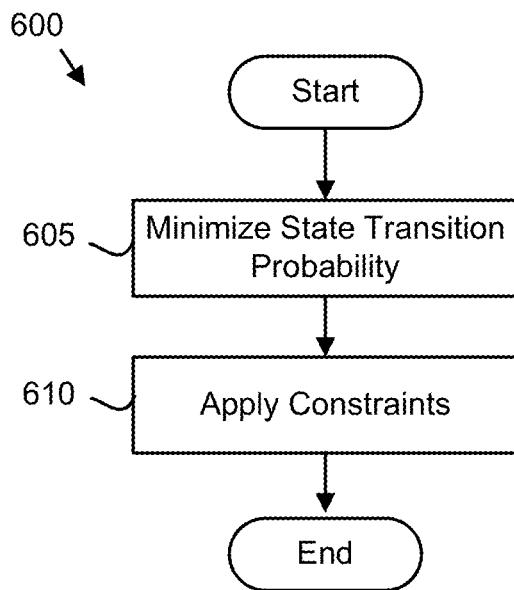 600
Start
605
Minimize State Transition
Probability
610
Apply Constraints
End